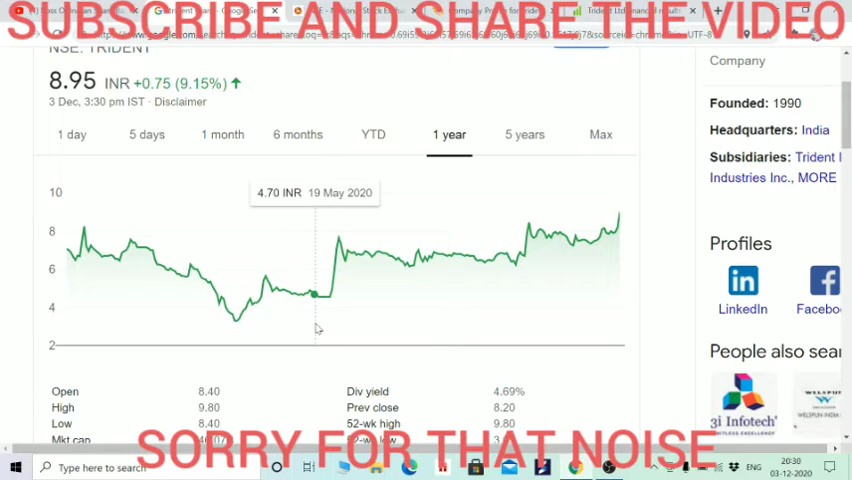 SUBSCRIBE AND SHARE THE VIDEO
NSE: TRIDENT
8.95 INR +0.75 (9.15%)
3 Dec, 3:30 pm IST · Disclaimer
1 day 5 days 1 month 6 months YTD 1 year 5 years Max
4.70 INR 19 May 2020
10
8
6
4
2
Open 8.40
High 9.80
Low 8.40
Mkt cap
Div yield 4.69%
Prev close 8.20
52-wk high 9.80
52-wk low
Company
Founded: 1990
Headquarters: India
Subsidiaries: Trident
Industries Inc., MORE
Profiles
LinkedIn
People also sear
3i Infotech
WELSPUN
SORRY FOR THAT NOISE
Type here to search
ENG
20:30
03-12-2020